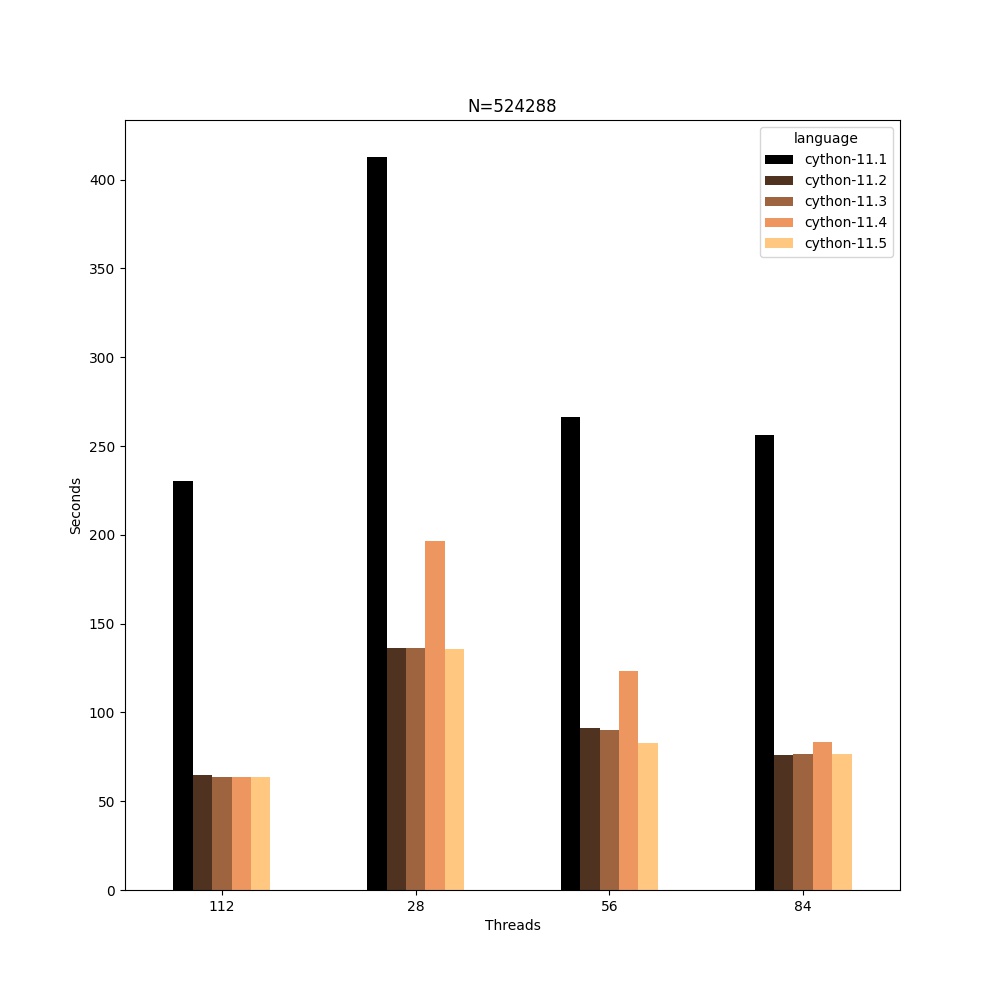 N=524288
language
cython-11.1
cython-11.2
cython-11.3
cython-11.4
cython-11.5
400
350
300
250
200
150
100
50
0
Seconds
112 28 56 84
Threads